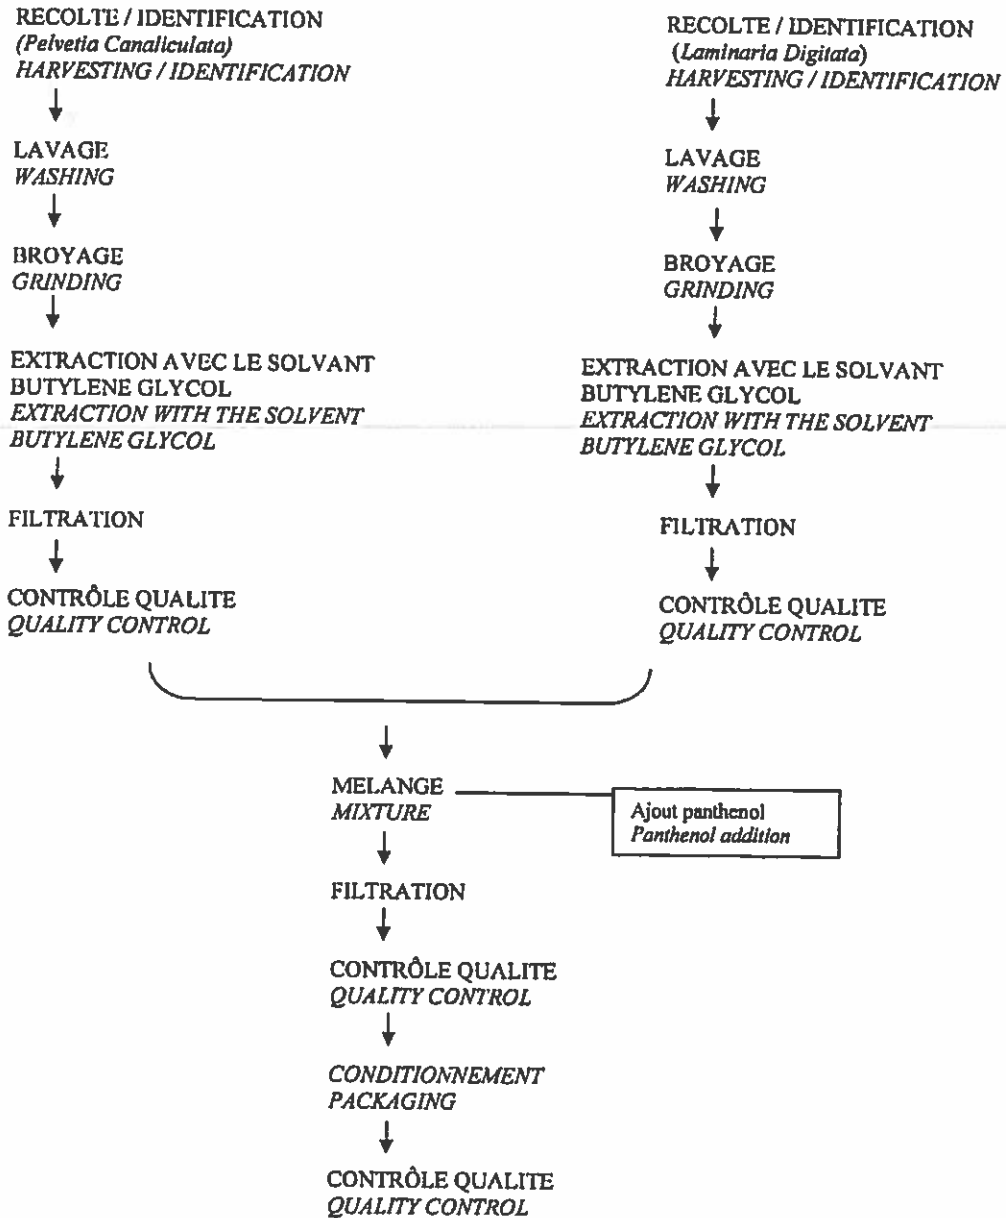 RECOLTE / IDENTIFICATION
(Pelvetia Canaliculata)
HARVESTING / IDENTIFICATION
LAVAGE
WASHING
BROYAGE
GRINDING
EXTRACTION AVEC LE SOLVANT
BUTYLENE GLYCOL
EXTRACTION WITH THE SOLVENT
BUTYLENE GLYCOL
FILTRATION
CONTRÔLE QUALITE
QUALITY CONTROL
RECOLTE / IDENTIFICATION
(Laminaria Digitata)
HARVESTING / IDENTIFICATION
LAVAGE
WASHING
BROYAGE
GRINDING
EXTRACTION AVEC LE SOLVANT
BUTYLENE GLYCOL
EXTRACTION WITH THE SOLVENT
BUTYLENE GLYCOL
FILTRATION
CONTRÔLE QUALITE
QUALITY CONTROL
MELANGE
MIXTURE
Ajout panthenol
Panthenol addition
FILTRATION
CONTRÔLE QUALITE
QUALITY CONTROL
CONDITIONNEMENT
PACKAGING
CONTRÔLE QUALITE
QUALITY CONTROL